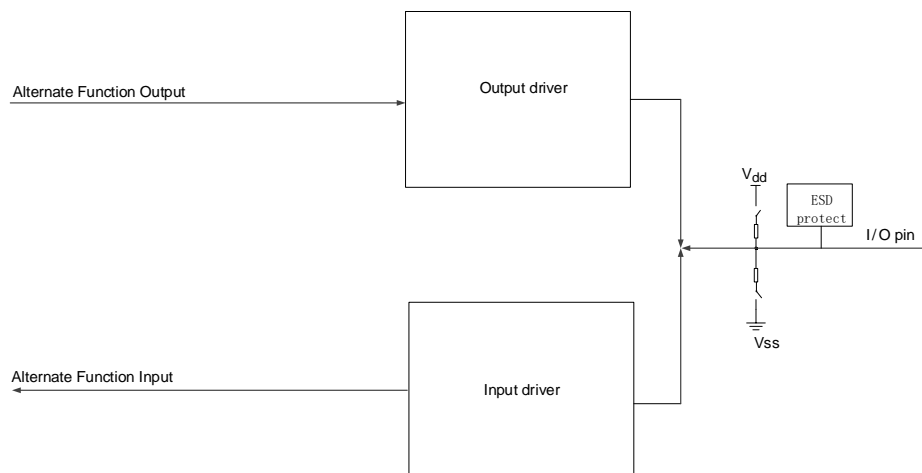 Alternate Function Output
Output driver
Vdd
ESD
protect
I/O pin
Vss
Alternate Function Input
Input driver